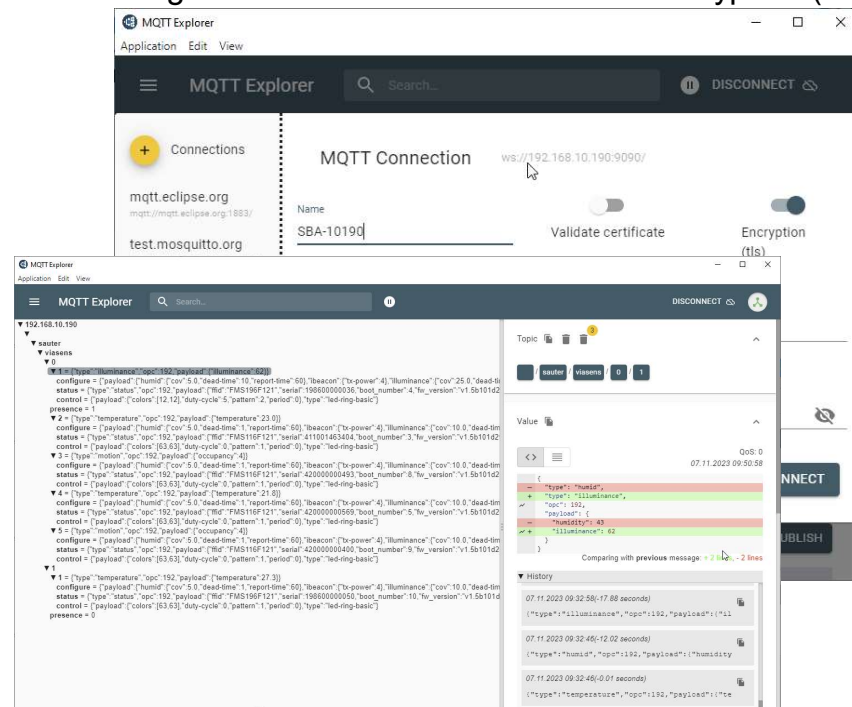 MQTT Explorer
Application Edit View
MQTT Explorer
Search...
DISCONNECT
+ Connections
MQTT Connection ws://192.168.10.190:9090/
mqtt.eclipse.org
mqtt://mqtt.eclipse.org:1883/
Name
SBA-10190
Validate certificate
Encryption
(tls)
test.mosquitto.org
MQTT Explorer
Application Edit View
MQTT Explorer
Search...
DISCONNECT
▼ 192.168.10.190
▼
▼ sauter
▼ viasens
▼ 0
▼ 1 = {"type":"illuminance","opc":192,"payload":{"illuminance":62}}
configure = {"payload":{"humid":{"cov":5.0,"dead-time":10,"report-time":60},"ibeacon":{"tx-power":4},"illuminance":{"cov":25.0,"dead-ti
status = {"type":"status","opc":192,"payload":{"ffid":"FMS196F121","serial":198600000036,"boot_number":4,"fw_version":"v1.5b101d2
control = {"payload":{"colors":[12,12],"duty-cycle":5,"pattern":2,"period":0},"type":"led-ring-basic"}
presence = 1
▼ 2 = {"type":"temperature","opc":192,"payload":{"temperature":23.0}}
configure = {"payload":{"humid":{"cov":5.0,"dead-time":1,"report-time":60},"ibeacon":{"tx-power":4},"illuminance":{"cov":10.0,"dead-tim
status = {"type":"status","opc":192,"payload":{"ffid":"FMS116F121","serial":411001463404,"boot_number":3,"fw_version":"v1.5b101d2
control = {"payload":{"colors":[63,63],"duty-cycle":0,"pattern":1,"period":0},"type":"led-ring-basic"}
▼ 3 = {"type":"motion","opc":192,"payload":{"occupancy":4}}
configure = {"payload":{"humid":{"cov":5.0,"dead-time":1,"report-time":60},"ibeacon":{"tx-power":4},"illuminance":{"cov":10.0,"dead-tim
status = {"type":"status","opc":192,"payload":{"ffid":"FMS116F121","serial":420000000493,"boot_number":8,"fw_version":"v1.5b101d2
control = {"payload":{"colors":[63,63],"duty-cycle":0,"pattern":1,"period":0},"type":"led-ring-basic"}
▼ 4 = {"type":"temperature","opc":192,"payload":{"temperature":21.8}}
configure = {"payload":{"humid":{"cov":5.0,"dead-time":1,"report-time":60},"ibeacon":{"tx-power":4},"illuminance":{"cov":10.0,"dead-tim
status = {"type":"status","opc":192,"payload":{"ffid":"FMS116F121","serial":420000000569,"boot_number":5,"fw_version":"v1.5b101d2
control = {"payload":{"colors":[63,63],"duty-cycle":0,"pattern":1,"period":0},"type":"led-ring-basic"}
▼ 5 = {"type":"motion","opc":192,"payload":{"occupancy":4}}
configure = {"payload":{"humid":{"cov":5.0,"dead-time":1,"report-time":60},"ibeacon":{"tx-power":4},"illuminance":{"cov":10.0,"dead-tim
status = {"type":"status","opc":192,"payload":{"ffid":"FMS116F121","serial":420000000400,"boot_number":9,"fw_version":"v1.5b101d2
control = {"payload":{"colors":[63,63],"duty-cycle":0,"pattern":1,"period":0},"type":"led-ring-basic"}
▼ 1
▼ 1 = {"type":"temperature","opc":192,"payload":{"temperature":27.3}}
configure = {"payload":{"humid":{"cov":5.0,"dead-time":1,"report-time":60},"ibeacon":{"tx-power":4},"illuminance":{"cov":10.0,"dead-tim
status = {"type":"status","opc":192,"payload":{"ffid":"FMS196F121","serial":198600000050,"boot_number":10,"fw_version":"v1.5b101d
control = {"payload":{"colors":[63,63],"duty-cycle":0,"pattern":1,"period":0},"type":"led-ring-basic"}
presence = 0
Topic 3
/ sauter / viasens / 0 / 1
Value
QoS: 0
07.11.2023 09:50:58
{
- "type": "humid",
+ "type": "illuminance",
"opc": 192,
"payload": {
- "humidity": 43
+ "illuminance": 62
}
}
Comparing with previous message: - 2 lines
▼ History
07.11.2023 09:32:58(-17.88 seconds)
{"type":"illuminance","opc":192,"payload":{"il
07.11.2023 09:32:46(-12.02 seconds)
{"type":"humid","opc":192,"payload":{"humidity
07.11.2023 09:32:46(-0.01 seconds)
{"type":"temperature","opc":192,"payload":{"te
NNECT
UBLISH